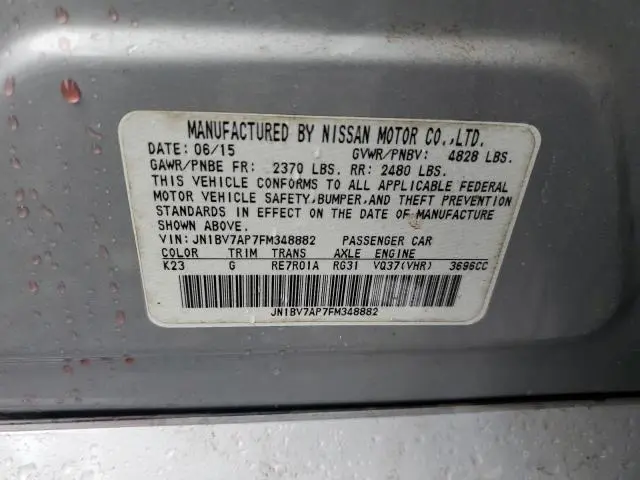 MANUFACTURED BY NISSAN MOTOR CO.,LTD.
DATE: 06/15 GVWR/PNBV: 4828 LBS.
GAWR/PNBE FR: 2370 LBS. RR: 2480 LBS.
THIS VEHICLE CONFORMS TO ALL APPLICABLE FEDERAL
MOTOR VEHICLE SAFETY,BUMPER,AND THEFT PREVENTION
STANDARDS IN EFFECT ON THE DATE OF MANUFACTURE
SHOWN ABOVE.
VIN: JN1BV7AP7FM348882 PASSENGER CAR
COLOR TRIM TRANS AXLE ENGINE
K23 G RE7R01A RG31 VQ37(VHR) 3696CC
JN1BV7AP7FM348882